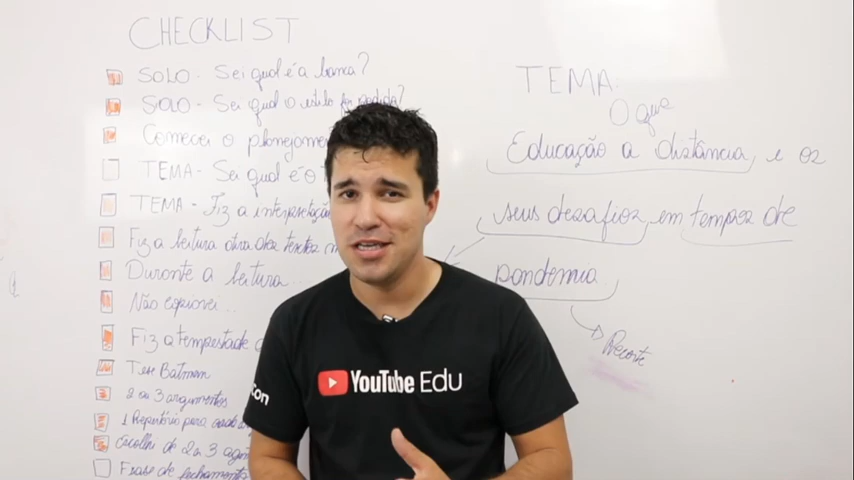 CHECKLIST
SOLO - Sei qual é a banca?
SOLO - Sei qual o estilo foi pedido?
Comecei o
TEMA - Sei qual é o
TEMA - Fiz a interpretação
Fiz a leitura ativa dos textos
Durante a leitura...
Não copiarei...
Fiz a tempestade
Tese Batman
2 ou 3 argumentos
1 Repertório para cada
Escolhi de 2 a 3
Frase de fechamento
TEMA:
O que
Educação a distância, e os
seus desafios, em tempos de
pandemia.
Recorte
YouTube Edu
Con